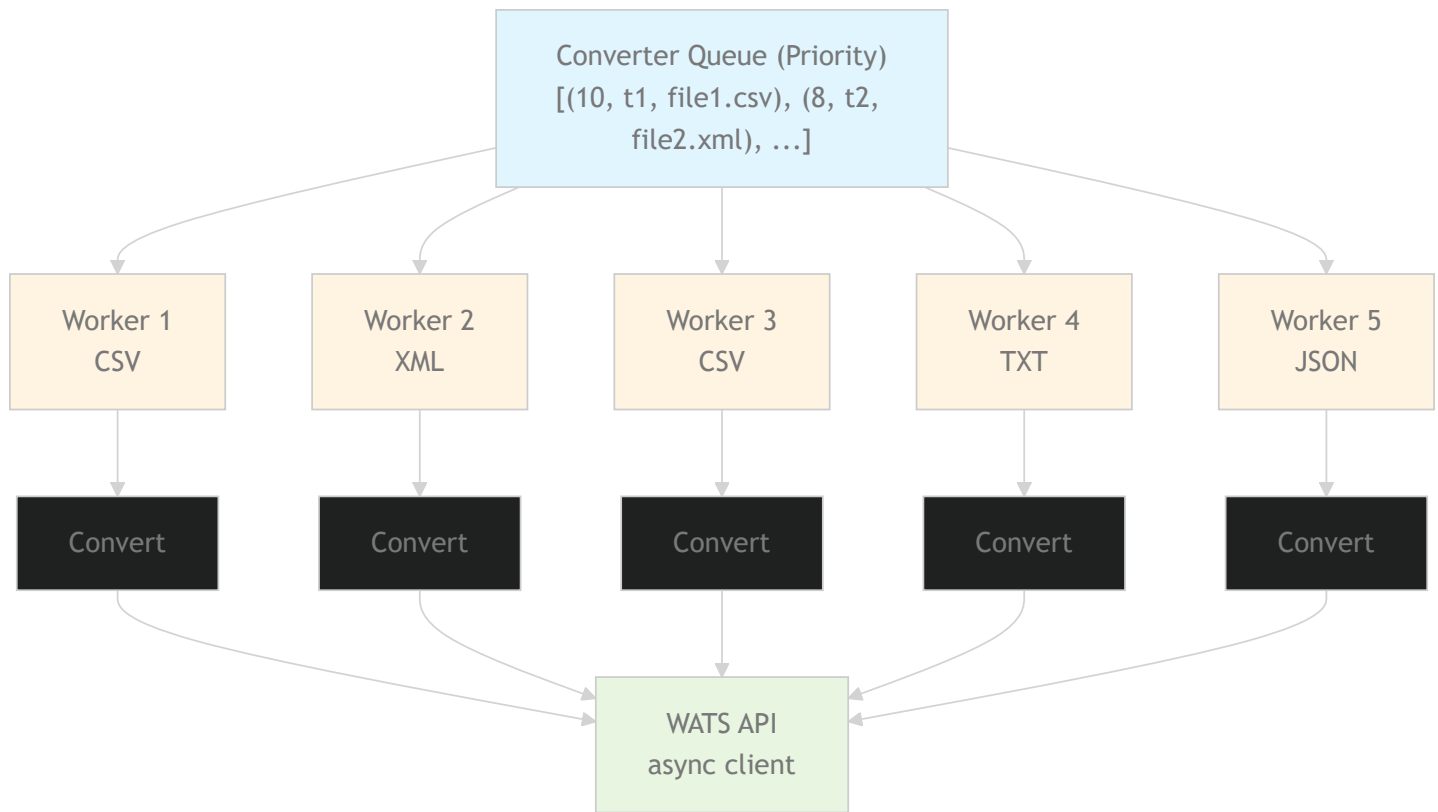 Converter Queue (Priority)
[(10, t1, file1.csv), (8, t2,
file2.xml), ...]
Worker 1
CSV
Worker 2
XML
Worker 3
CSV
Worker 4
TXT
Worker 5
JSON
Convert
Convert
Convert
Convert
Convert
WATS API
async client